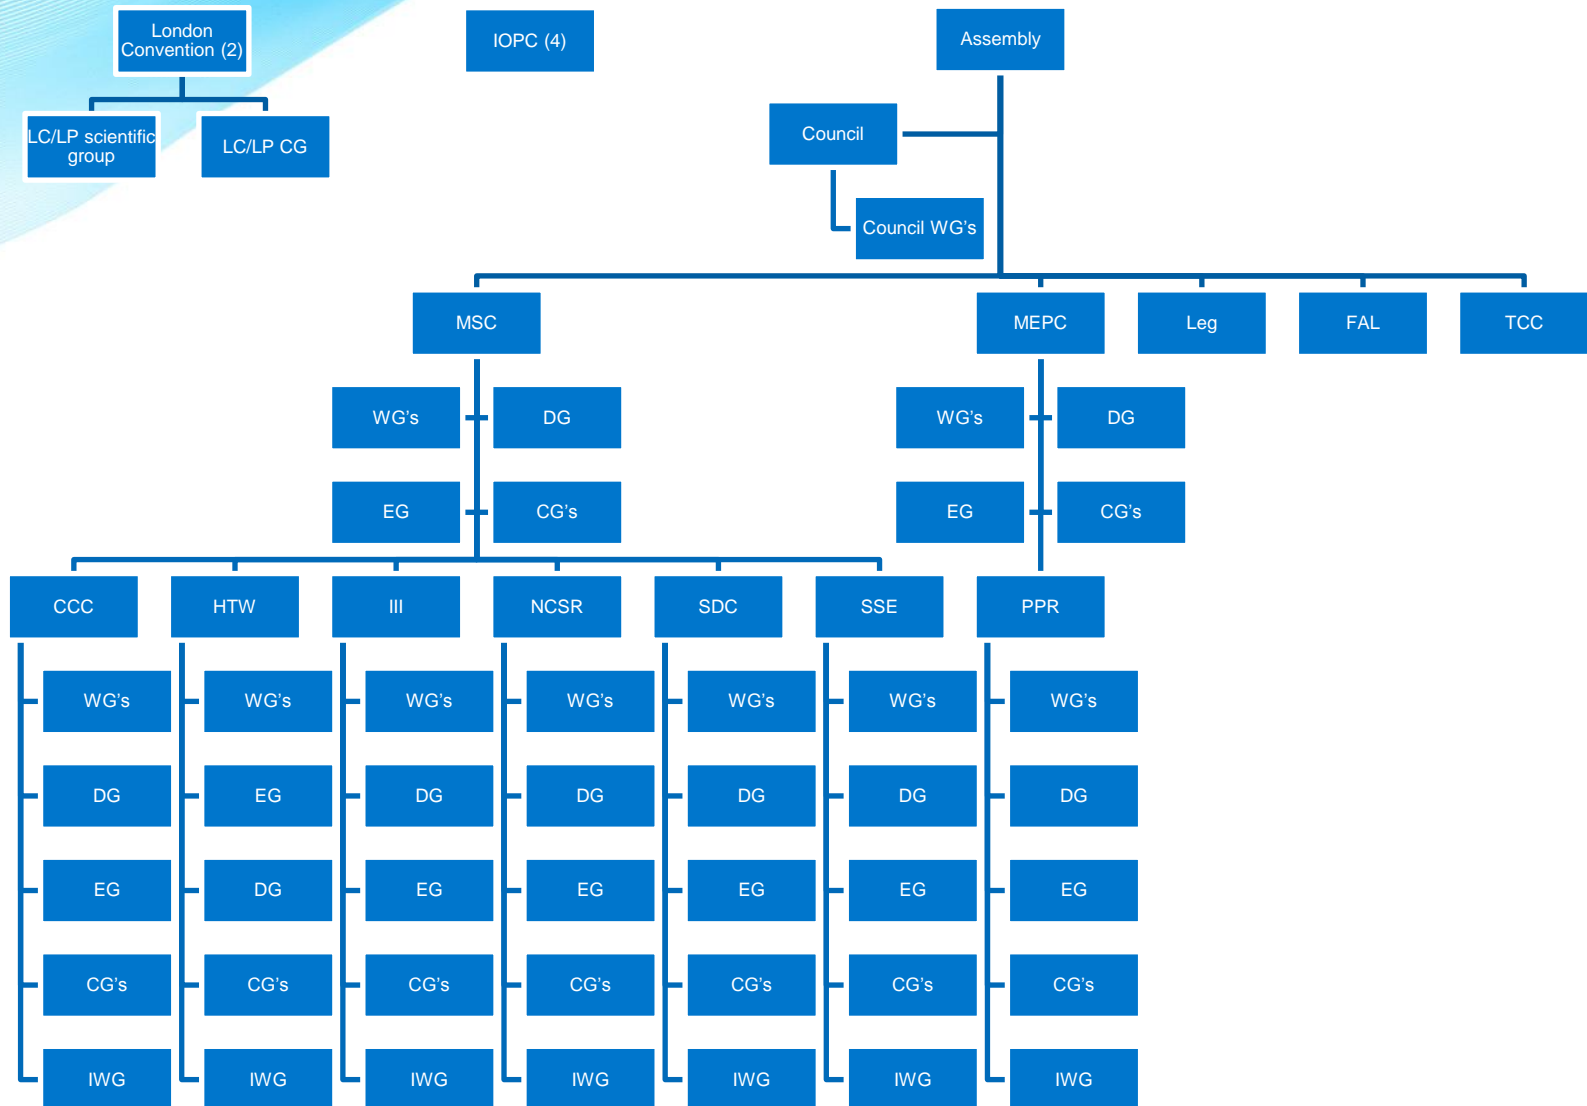 London
Convention (2)
IOPC (4)
Assembly
LC/LP scientific
group
LC/LP CG
Council
Council WG's
MSC
MEPC
Leg
FAL
TCC
WG's
DG
WG's
DG
EG
CG's
EG
CG's
CCC
HTW
III
NCSR
SDC
SSE
PPR
WG's
WG's
WG's
WG's
WG's
WG's
WG's
DG
EG
DG
DG
DG
DG
DG
EG
DG
EG
EG
EG
EG
EG
CG's
CG's
CG's
CG's
CG's
CG's
CG's
IWG
IWG
IWG
IWG
IWG
IWG
IWG